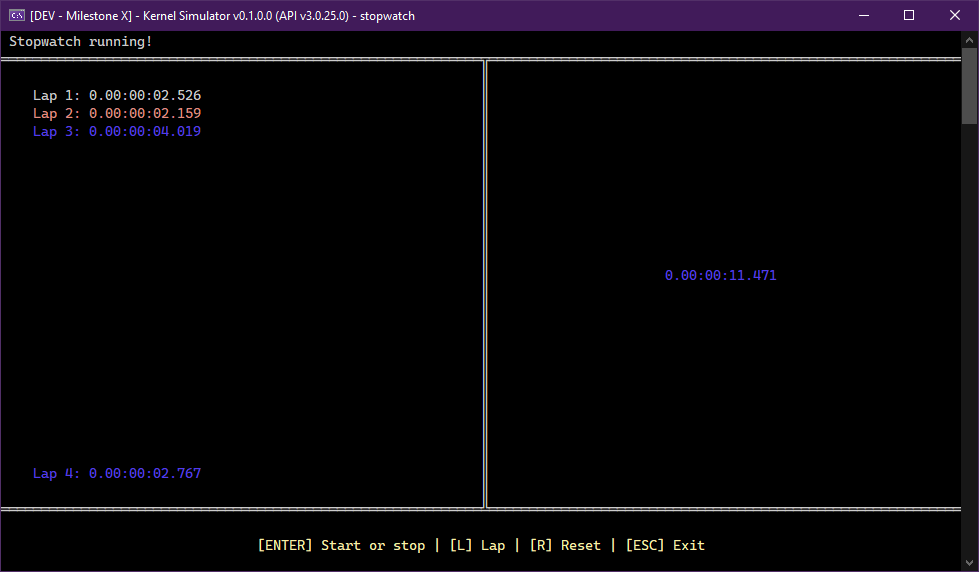 [DEV - Milestone X] - Kernel Simulator v0.1.0.0 (API v3.0.25.0) - stopwatch
Stopwatch running!
Lap 1: 0.00:00:02.526
Lap 2: 0.00:00:02.159
Lap 3: 0.00:00:04.019
0.00:00:11.471
Lap 4: 0.00:00:02.767
[ENTER] Start or stop | [L] Lap | [R] Reset | [ESC] Exit